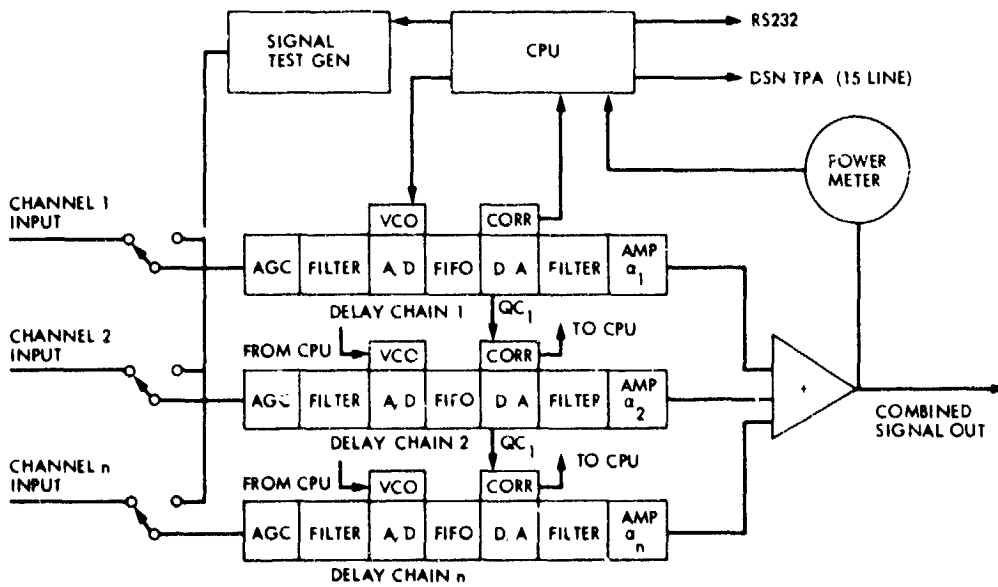 SIGNAL
TEST GEN
CPU
RS232
DSN TPA (15 LINE)
POWER
METER
CHANNEL 1
INPUT
VCO
CORR
AGC FILTER A/D FIFO D/A FILTER AMP α1
DELAY CHAIN 1
QC1
TO CPU
CHANNEL 2
INPUT
FROM CPU
VCO
CORR
AGC FILTER A/D FIFO D/A FILTER AMP α2
+
COMBINED
SIGNAL OUT
DELAY CHAIN 2
QC1
TO CPU
CHANNEL n
INPUT
FROM CPU
VCO
CORR
AGC FILTER A/D FIFO D/A FILTER AMP αn
DELAY CHAIN n